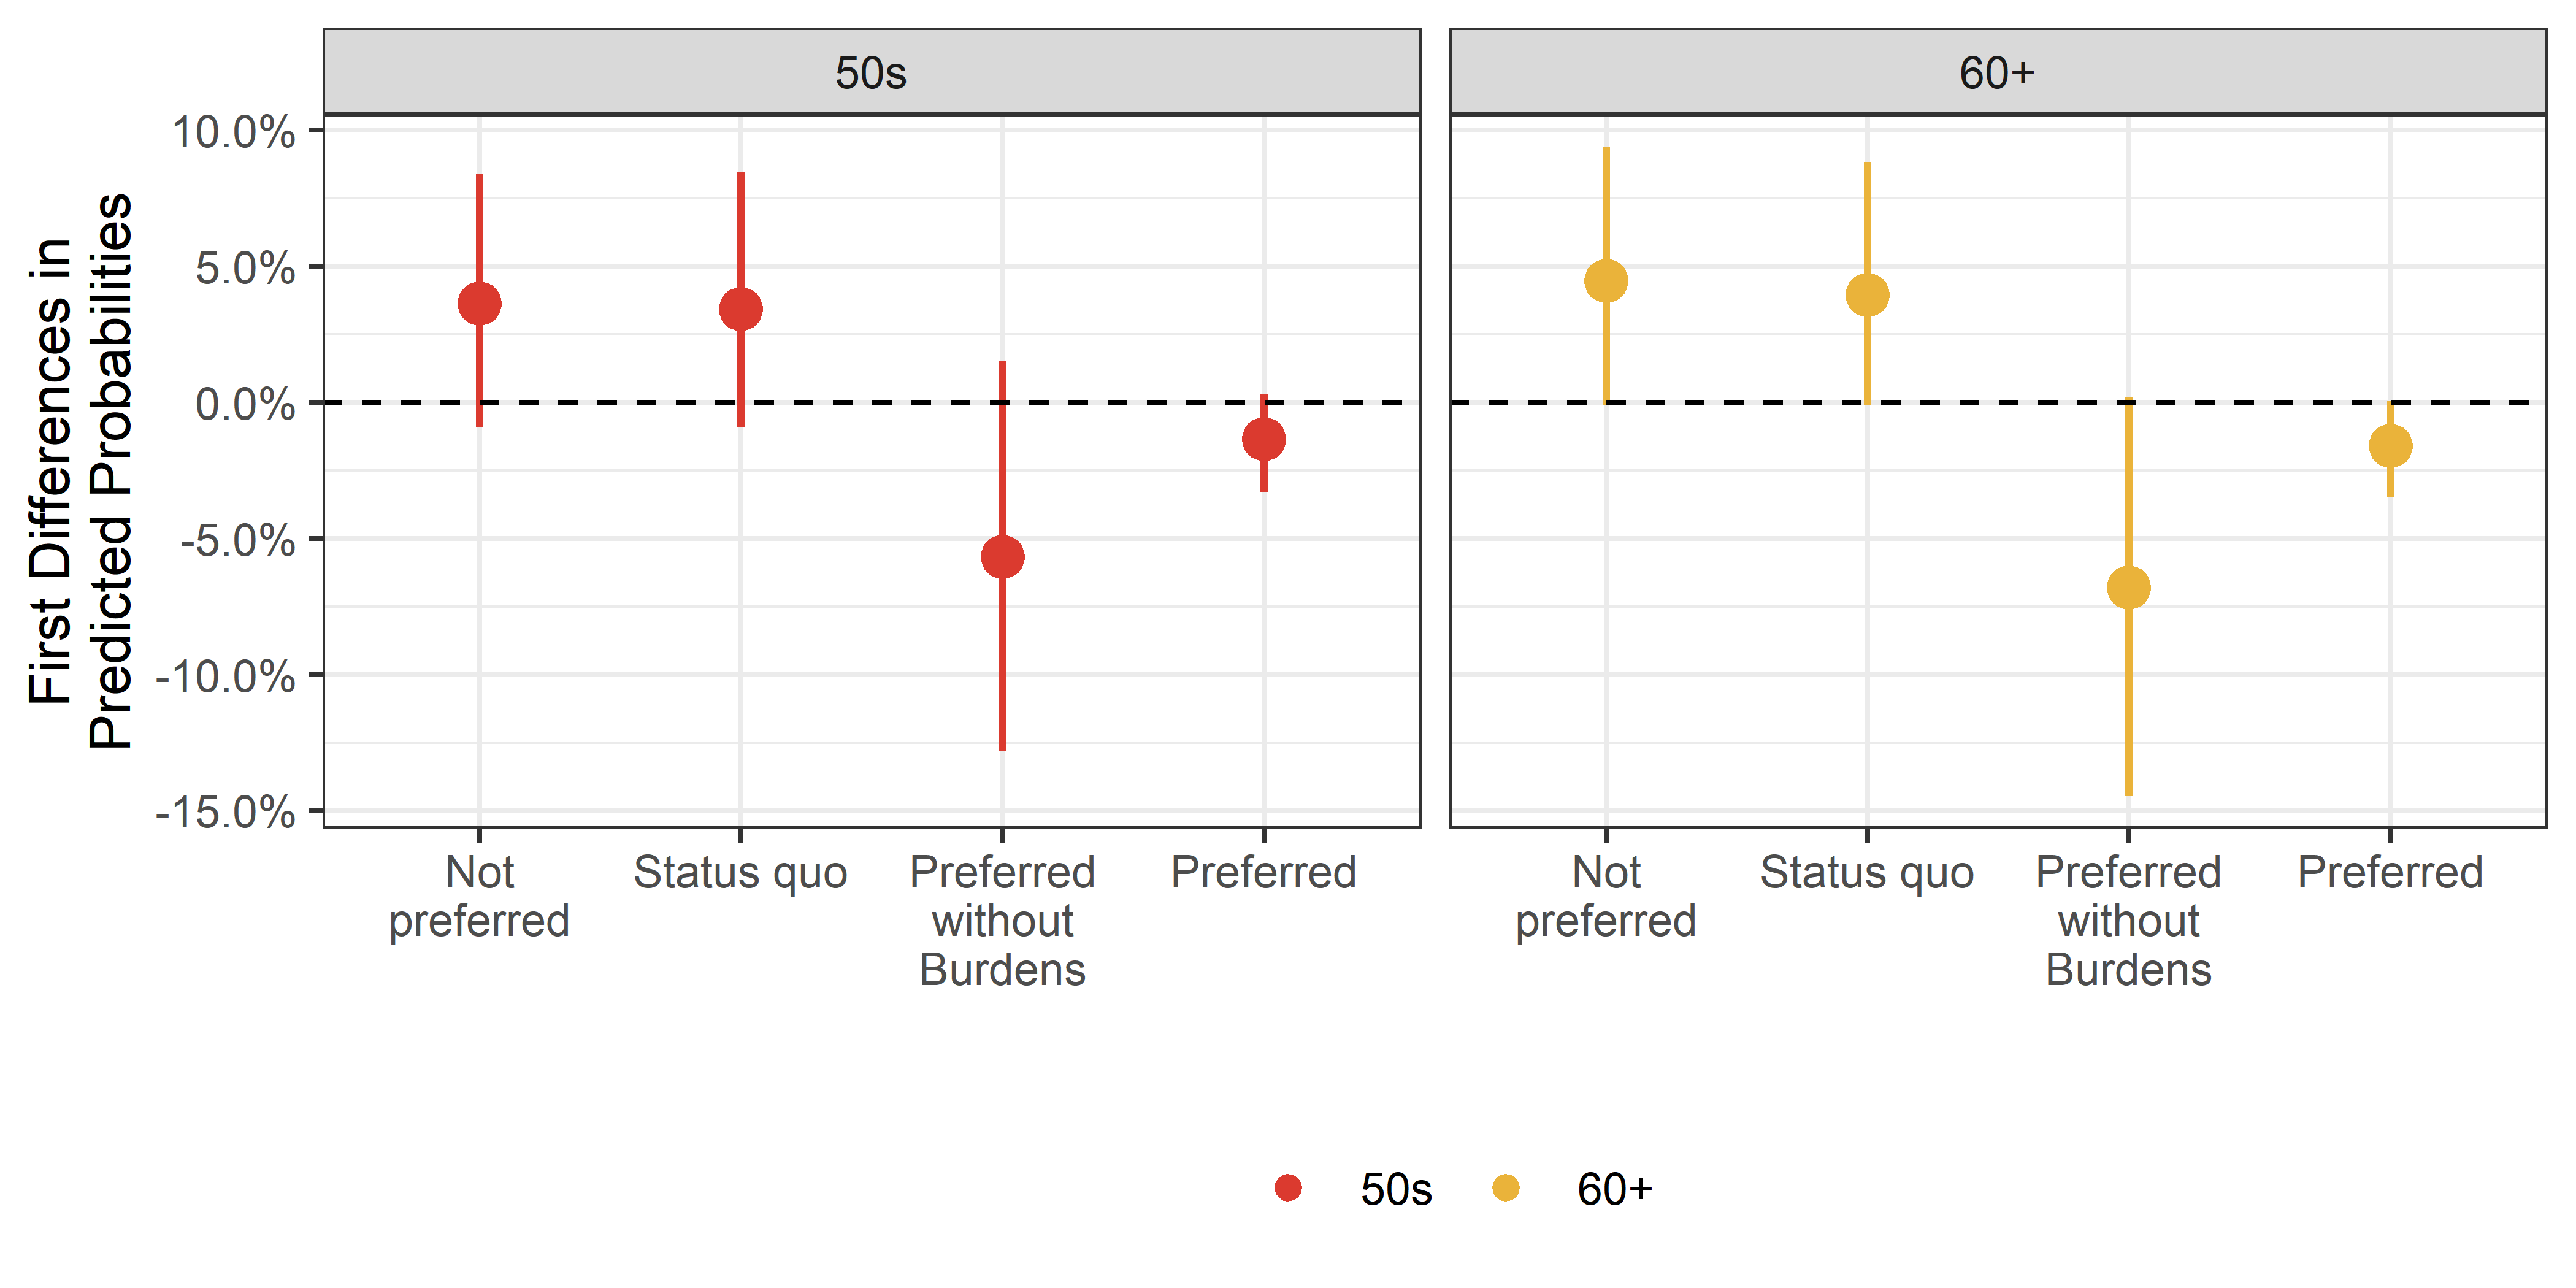 50s
60+
First Differences in
Predicted Probabilities
10.0%
5.0%
0.0%
-5.0%
-10.0%
-15.0%
Not
preferred
Status quo
Preferred
without
Burdens
Preferred
Not
preferred
Status quo
Preferred
without
Burdens
Preferred
50s
60+